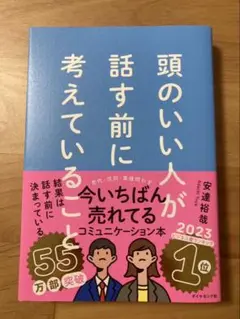 頭のいい人が
話す前に
考えていること
安達裕哉
結果は
話す前に
決まっている
今いちばん
売れてる
コミュニケーション本
55
万部突破
2023
1位
ダイヤモンド社